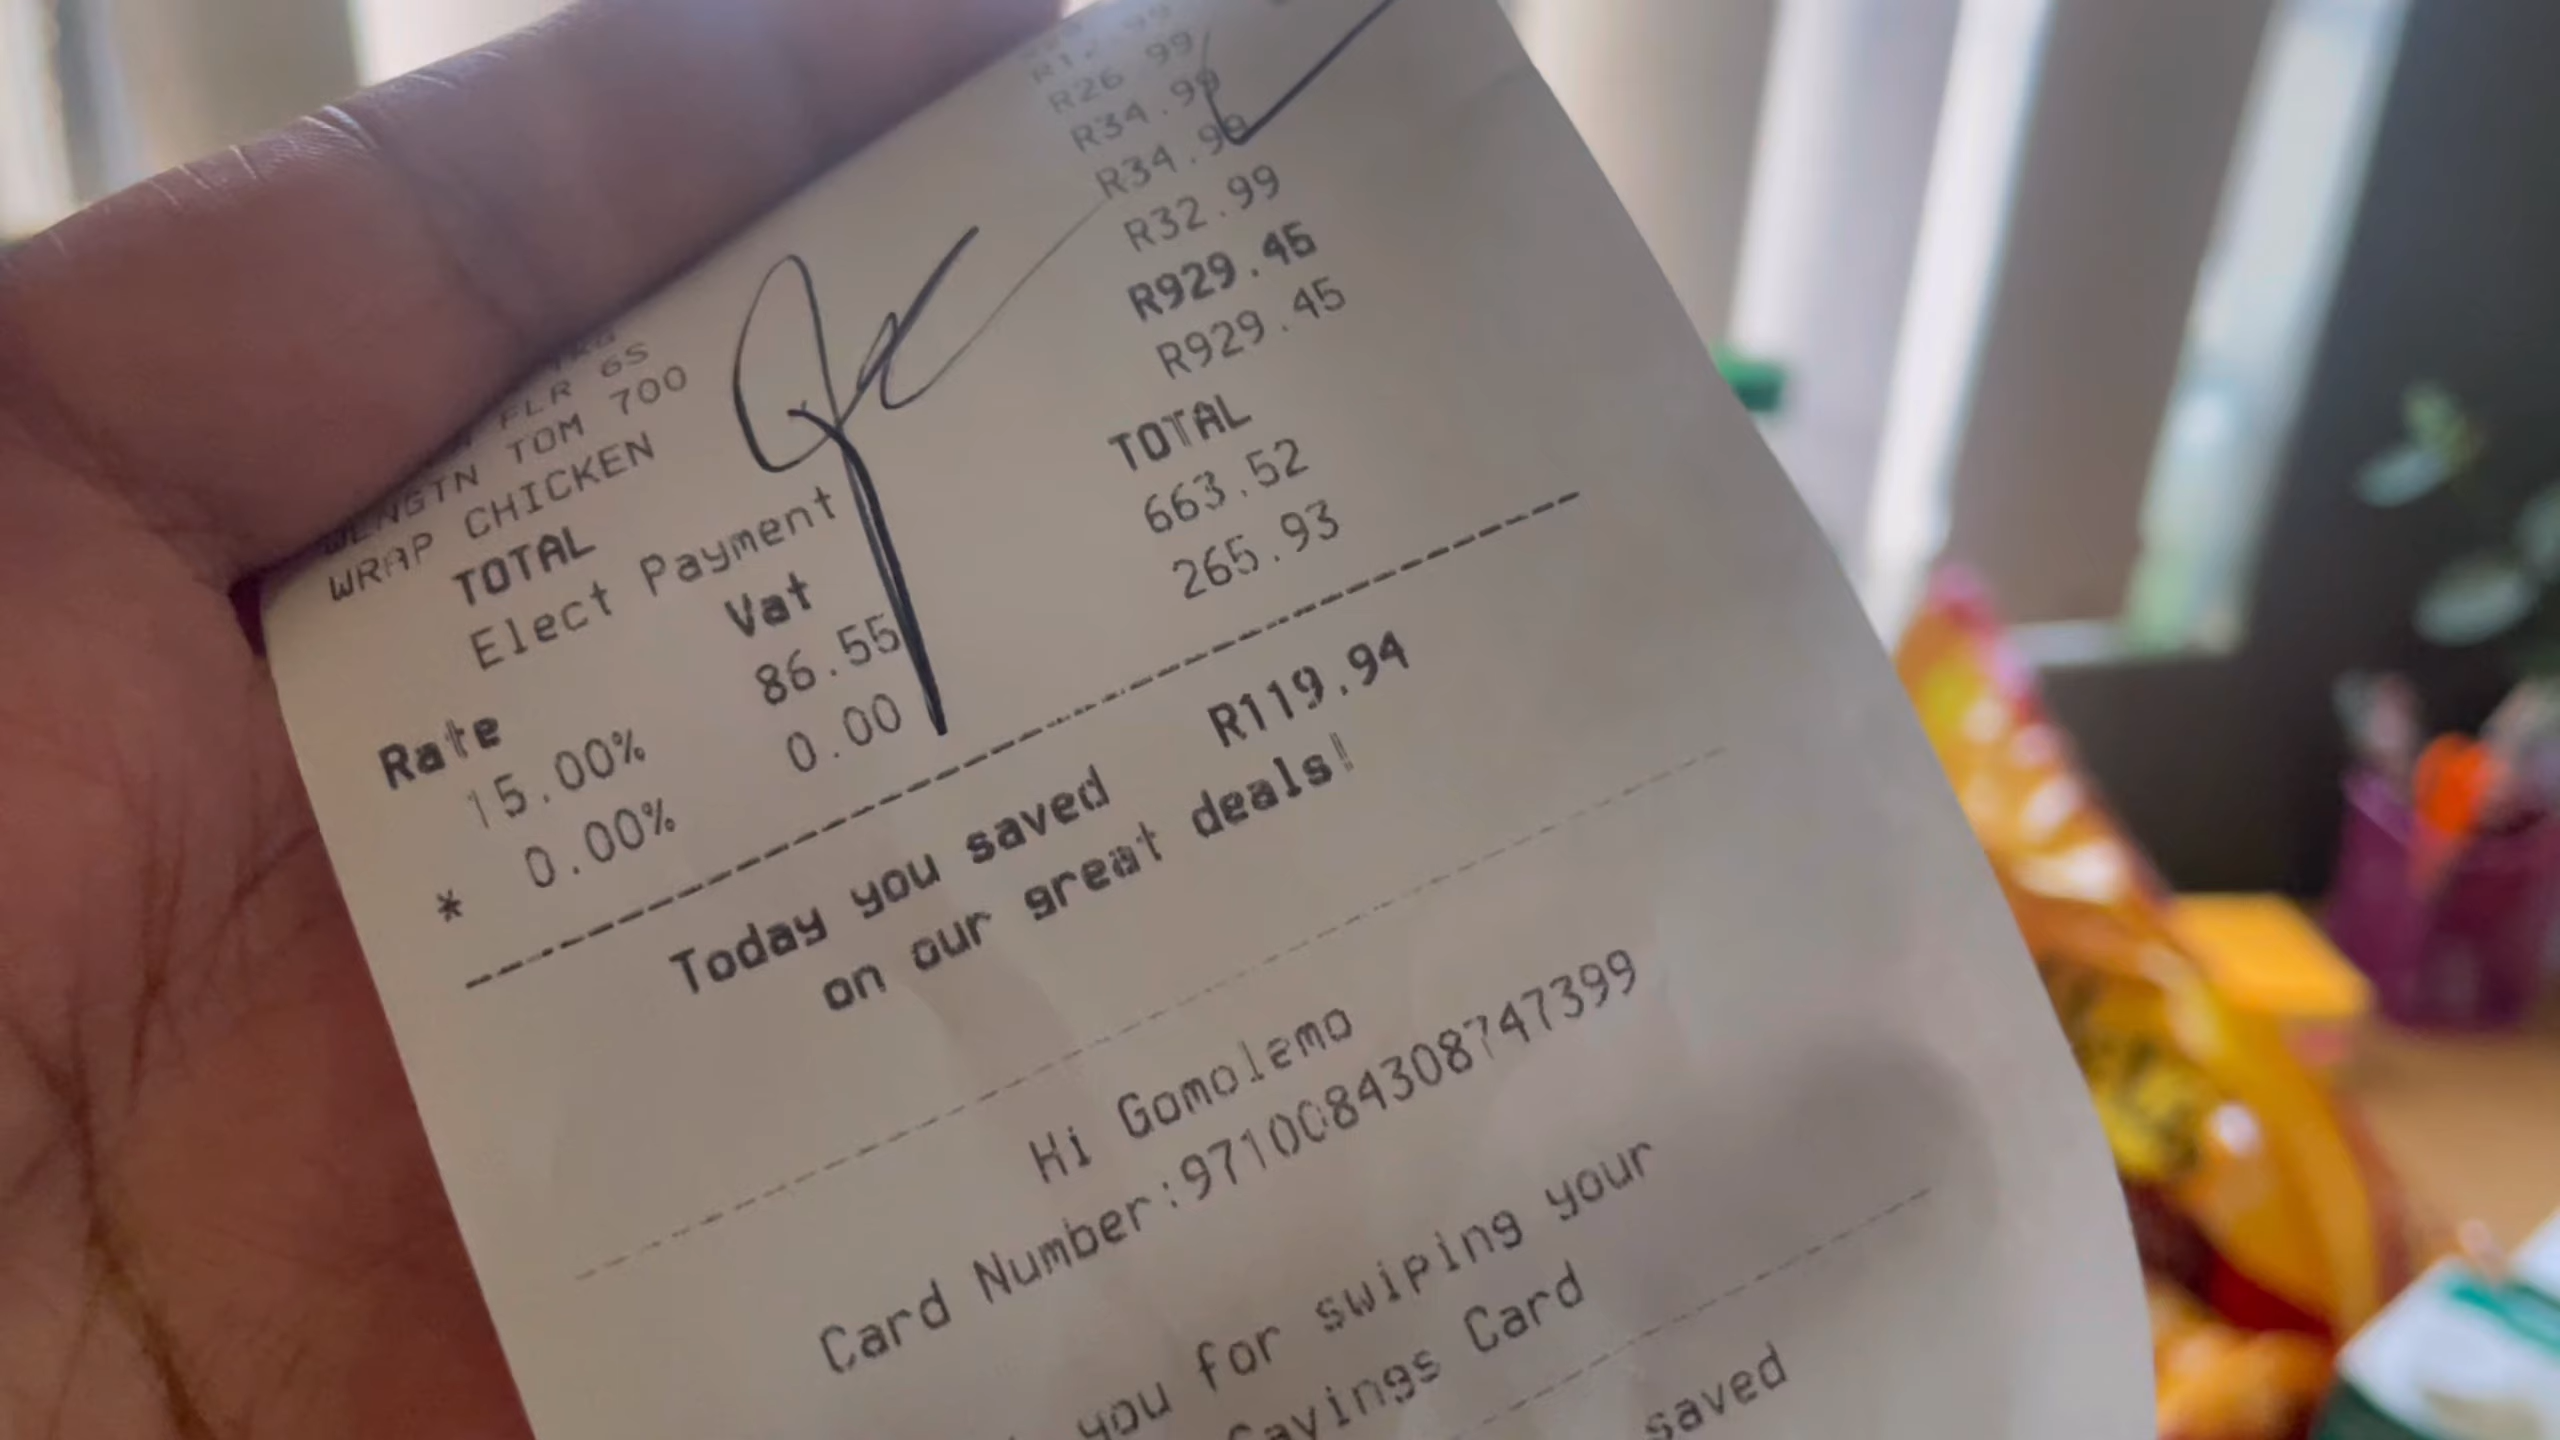 R26.99
R34.99
FLR 6S R34.99
TOM 700 R32.99
WRAP CHICKEN
TOTAL R929.45
Elect Payment R929.45
Rate Vat TOTAL
15.00% 86.55 663.52
* 0.00% 0.00 265.93
Today you saved R119.94
on our great deals!
Hi Gomolemo
Card Number:9710084308747399
you for swiping your
Savings Card
saved